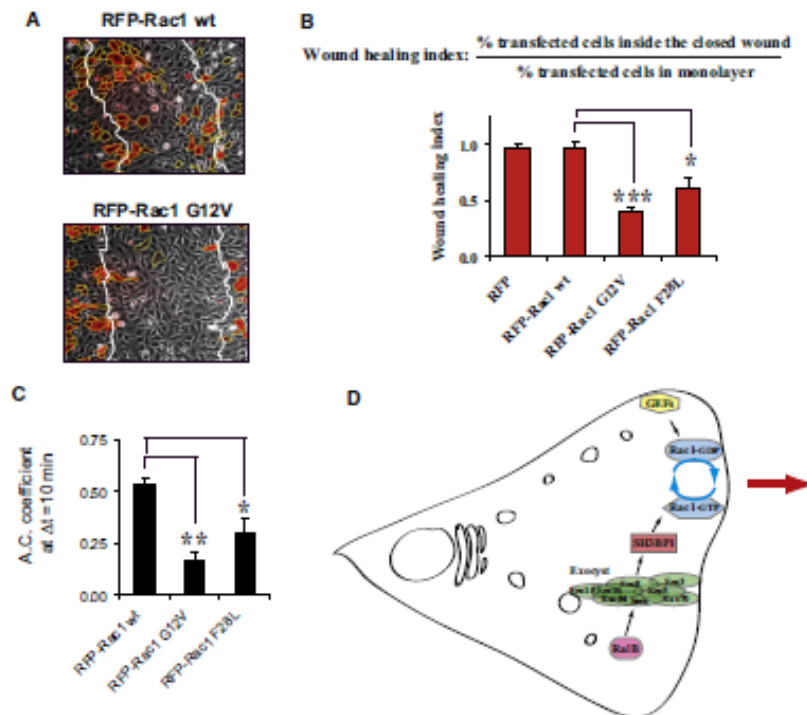 A
RFP-Rac1 wt
RFP-Rac1 G12V
B
Wound healing index:
% transfected cells inside the closed wound
% transfected cells in monolayer
Wound healing index
1.0
0.5
0.0
***
*
RFP
RFP-Rac1 wt
RFP-Rac1 G12V
RFP-Rac1 F28L
C
A.C. coefficient
at Δt =10 min
0.75
0.50
0.25
0.00
**
*
RFP-Rac1 wt
RFP-Rac1 G12V
RFP-Rac1 F28L
D
GEFs
Rac1-GDP
Rac1-GTP
SH3BP1
Exocyst
RalB